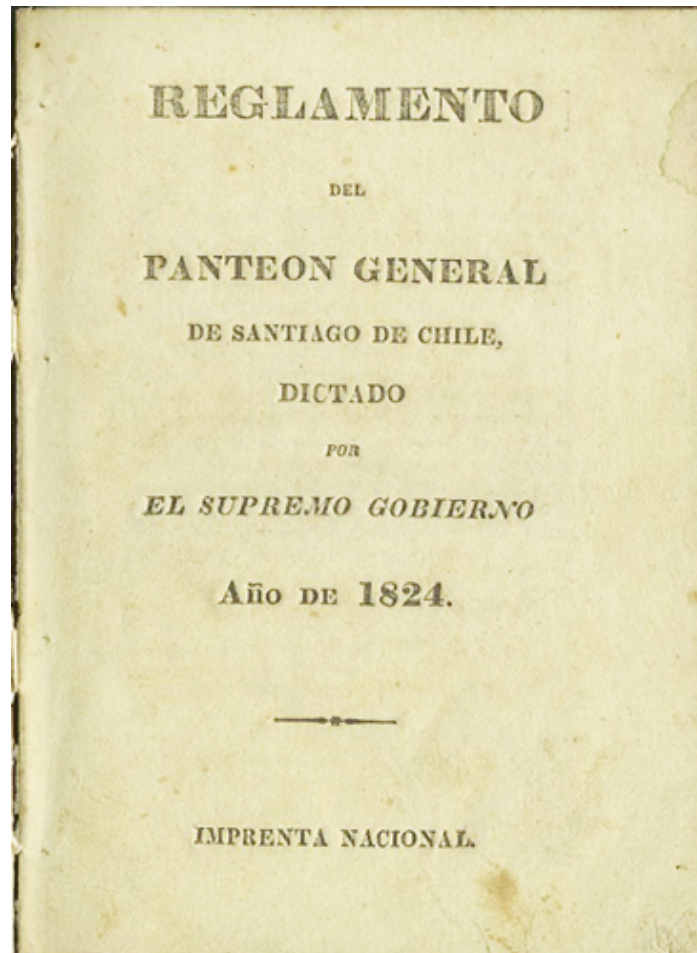 REGLAMENTO
DEL
PANTEON GENERAL
DE SANTIAGO DE CHILE,
DICTADO
POR
EL SUPREMO GOBIERNO
Año DE 1824.
IMPRENTA NACIONAL.